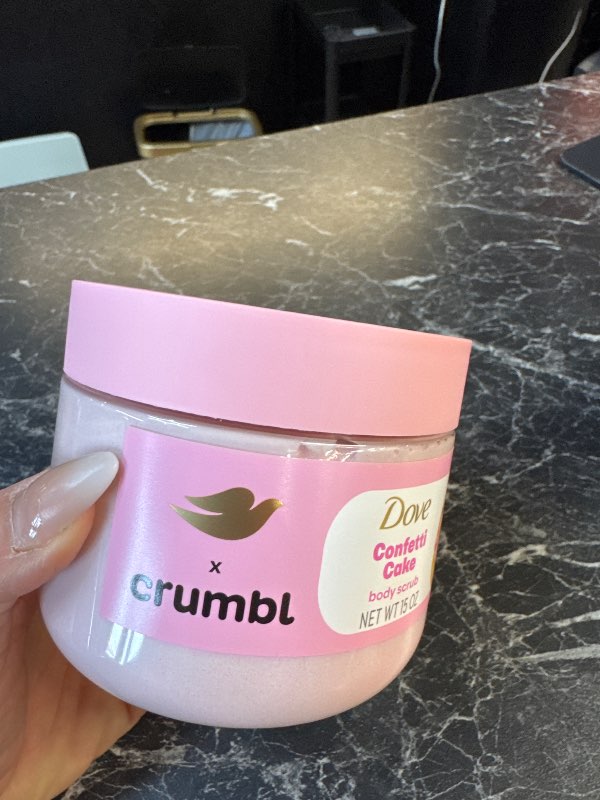 x
crumbl
Dove
Confetti
Cake
body scrub
NET WT 15 OZ